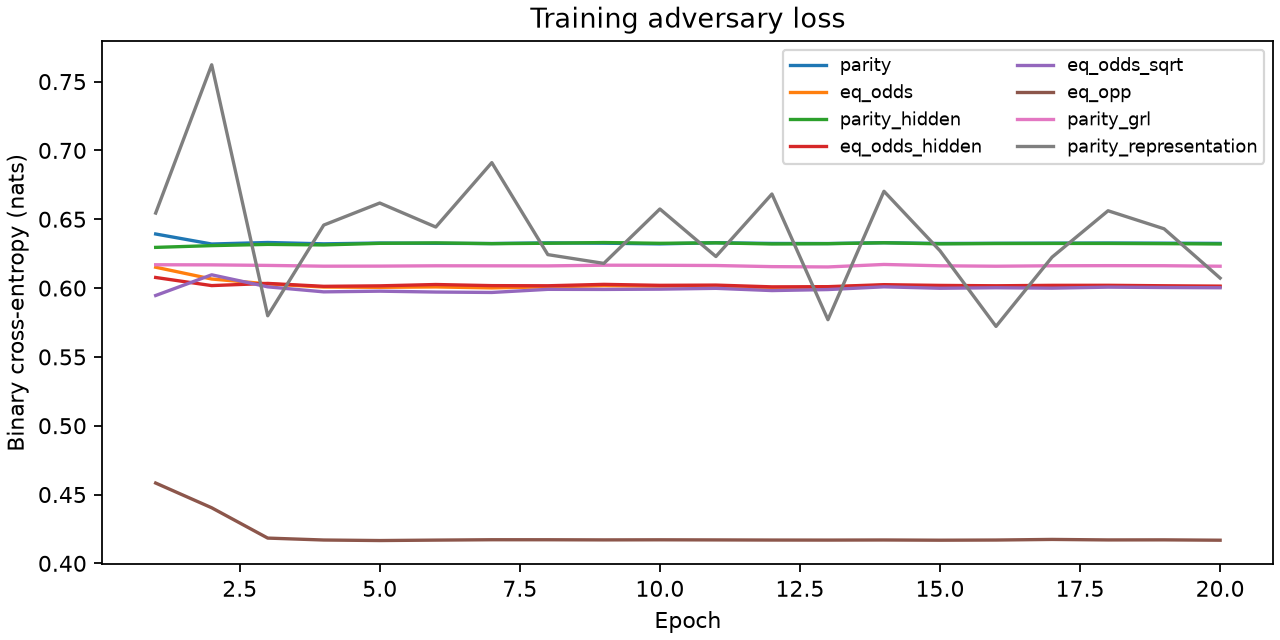 Training adversary loss
Binary cross-entropy (nats)
0.75
0.70
0.65
0.60
0.55
0.50
0.45
0.40
parity
eq_odds
parity_hidden
eq_odds_hidden
eq_odds_sqrt
eq_opp
parity_grl
parity_representation
2.5 5.0 7.5 10.0 12.5 15.0 17.5 20.0
Epoch